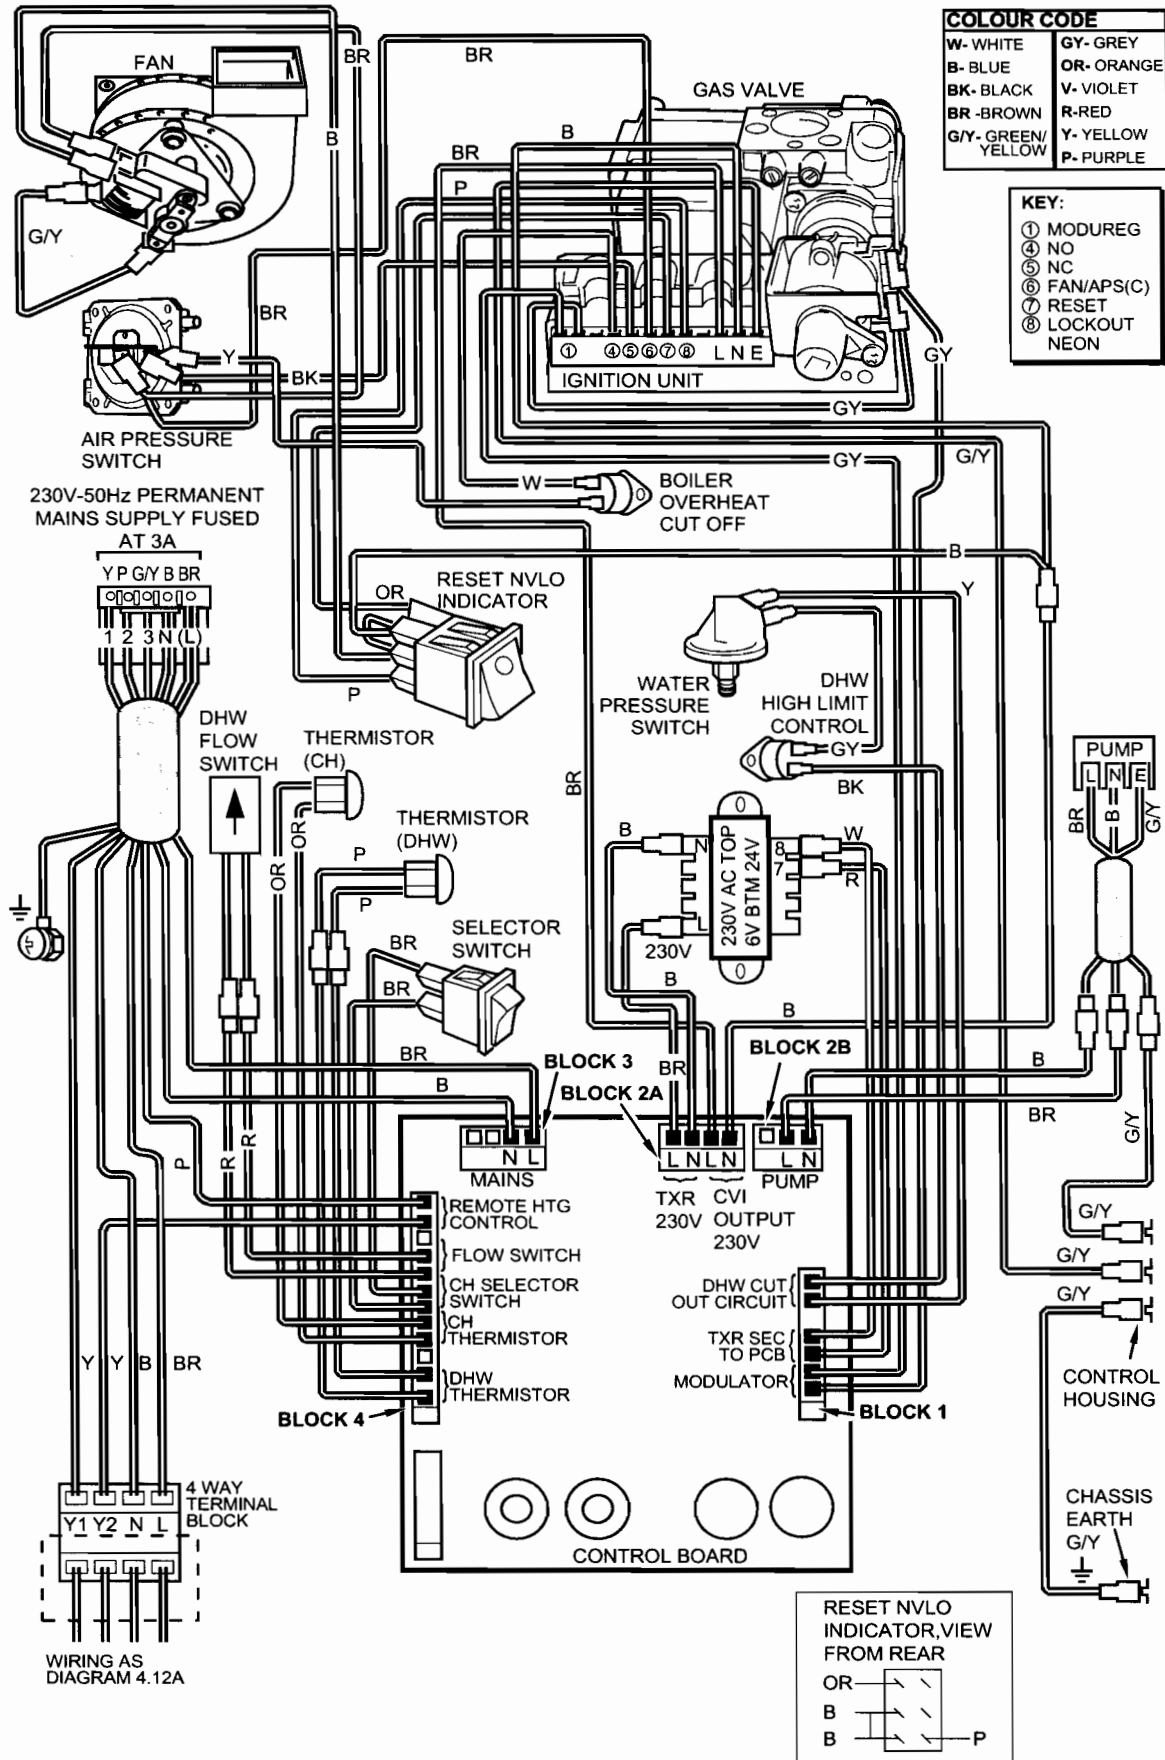 COLOUR CODE
W- WHITE
B- BLUE
BK- BLACK
BR -BROWN
G/Y- GREEN/
YELLOW
GY- GREY
OR- ORANGE
V- VIOLET
R-RED
Y- YELLOW
P- PURPLE
KEY:
① MODUREG
④ NO
⑤ NC
⑥ FAN/APS(C)
⑦ RESET
⑧ LOCKOUT
NEON
FAN
BR
BR
B
G/Y
GAS VALVE
B
BR
P
BR
Y
BK
① ④ ⑤ ⑥ ⑦ ⑧ L N E
IGNITION UNIT
GY
GY
GY
G/Y
AIR PRESSURE
SWITCH
W
BOILER
OVERHEAT
CUT OFF
230V-50Hz PERMANENT
MAINS SUPPLY FUSED
AT 3A
Y P G/Y B BR
1 2 3 N (L)
B
RESET NVLO
INDICATOR
OR
P
Y
WATER
PRESSURE
SWITCH
DHW
HIGH LIMIT
CONTROL
GY
BK
DHW
FLOW
SWITCH
THERMISTOR
(CH)
OR
OR
THERMISTOR
(DHW)
P
P
BR
B
N
L
230V
230V AC TOP
6V BTM 24V
8
7
W
R
PUMP
L N E
BR
B
G/Y
SELECTOR
SWITCH
BR
BR
B
B
BR
B
BR
BLOCK 3
BLOCK 2A
BLOCK 2B
B
BR
G/Y
P
R
R
N L
MAINS
L N L N
TXR
230V
CVI
OUTPUT
230V
L N
PUMP
REMOTE HTG
CONTROL
FLOW SWITCH
CH SELECTOR
SWITCH
CH
THERMISTOR
DHW
THERMISTOR
BLOCK 4
DHW CUT
OUT CIRCUIT
TXR SEC
TO PCB
MODULATOR
BLOCK 1
G/Y
G/Y
G/Y
CONTROL
HOUSING
Y Y B BR
4 WAY
TERMINAL
BLOCK
Y1 Y2 N L
WIRING AS
DIAGRAM 4.12A
CONTROL BOARD
CHASSIS
EARTH
G/Y
RESET NVLO
INDICATOR,VIEW
FROM REAR
OR
B
B
P